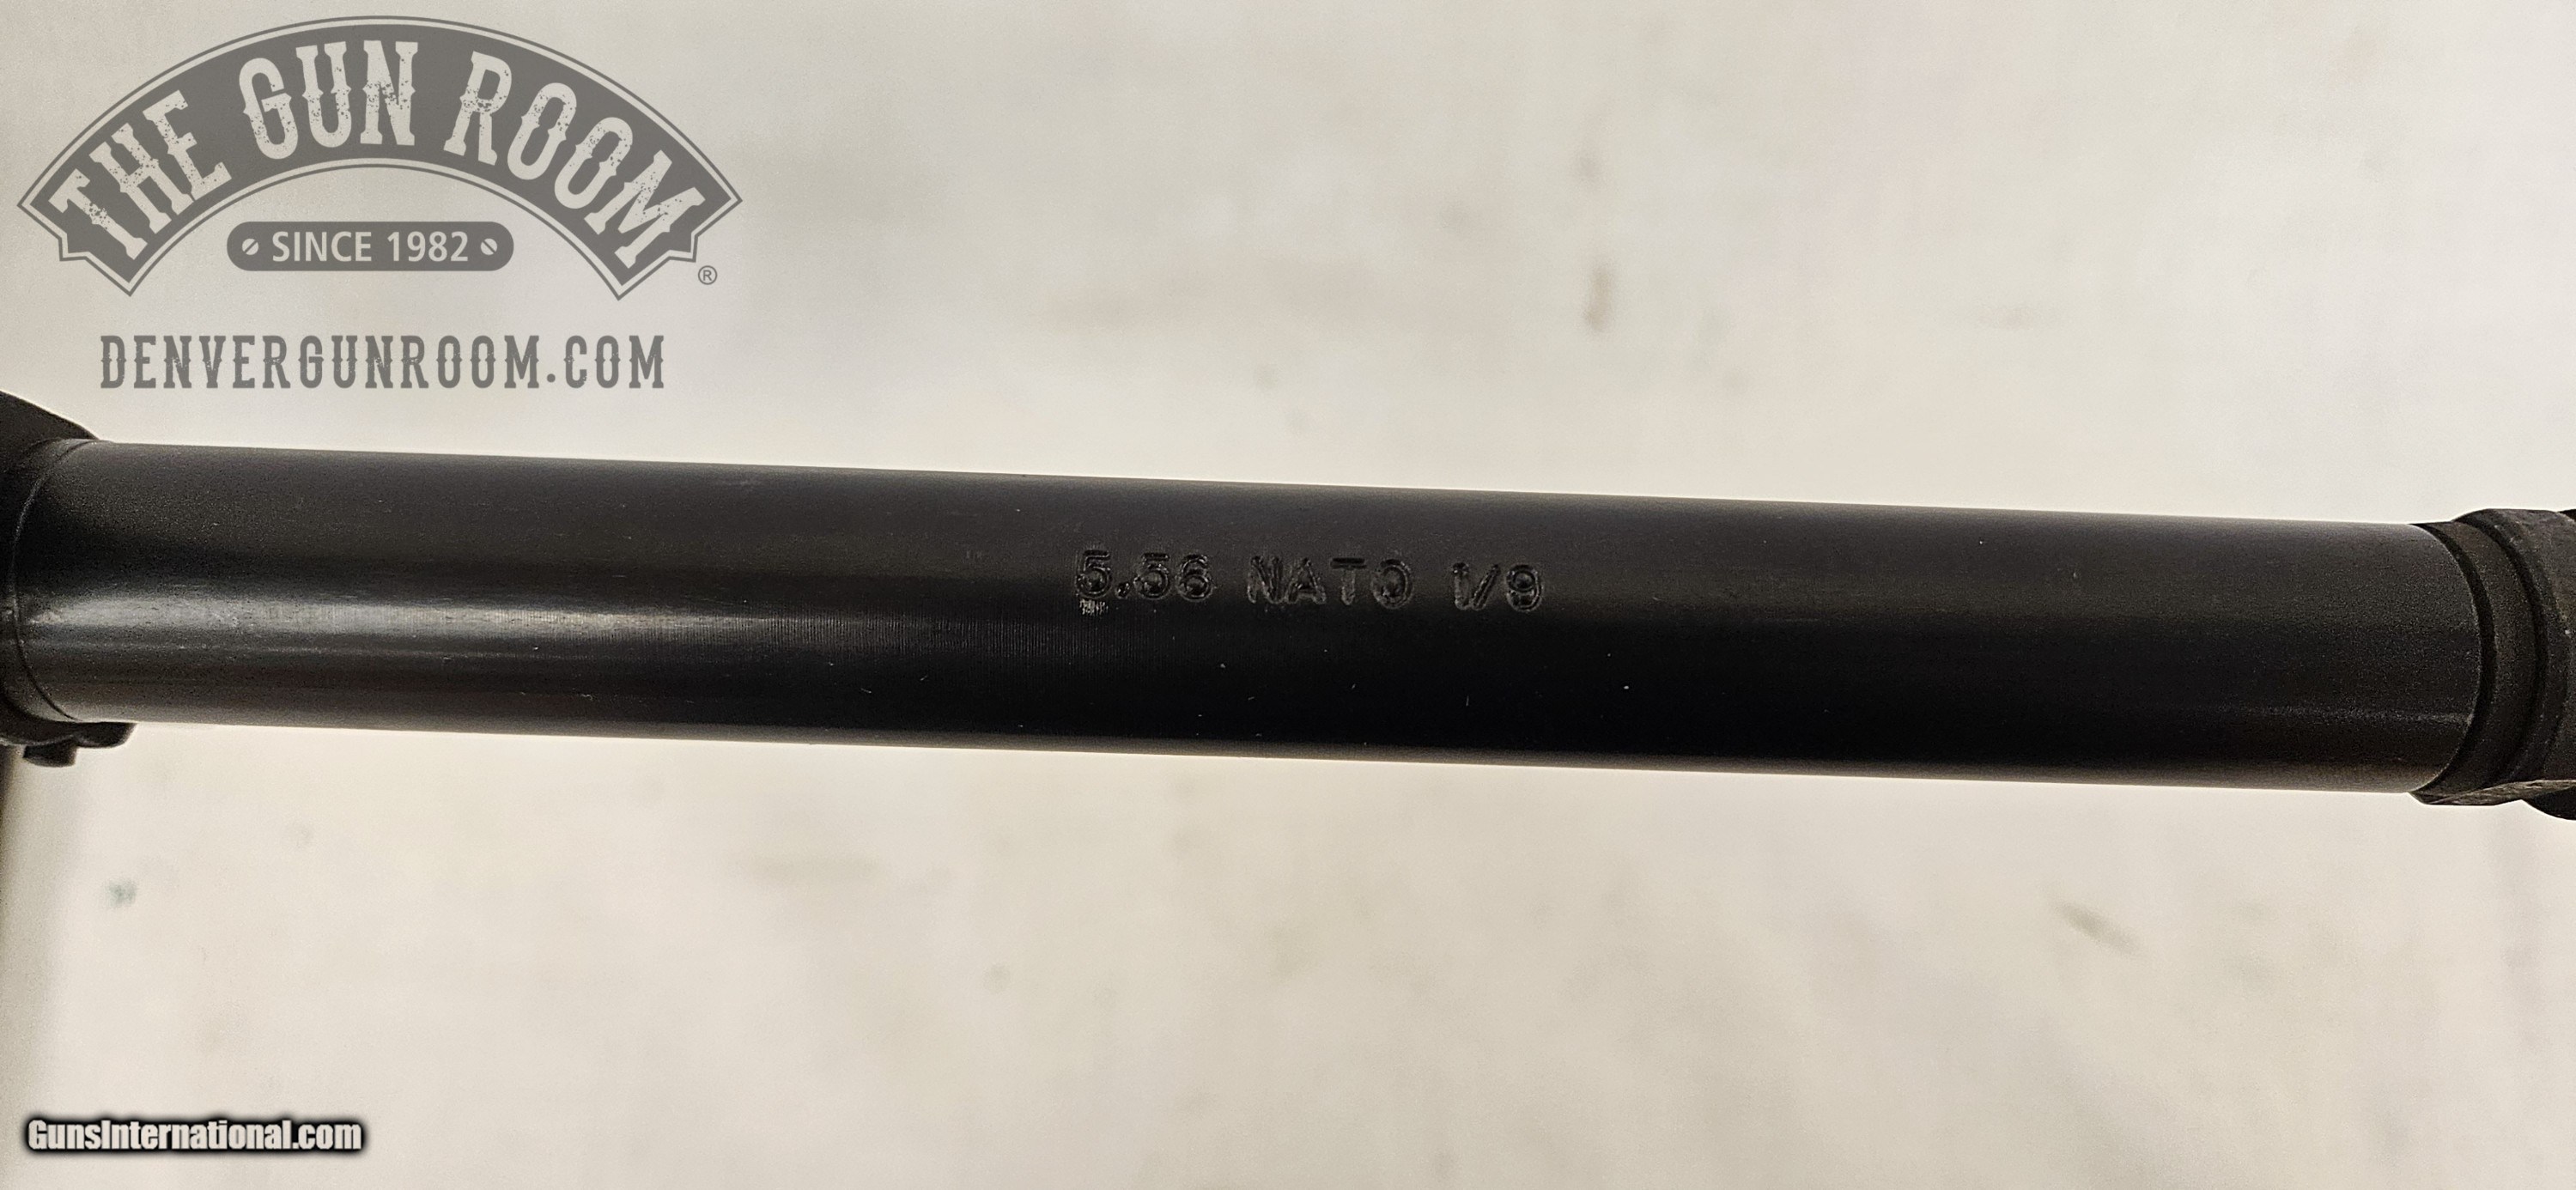 THE GUN ROOM
SINCE 1982
®
DENVERGUNROOM.COM
5.56 NATO 1/9
GunsInternational.com